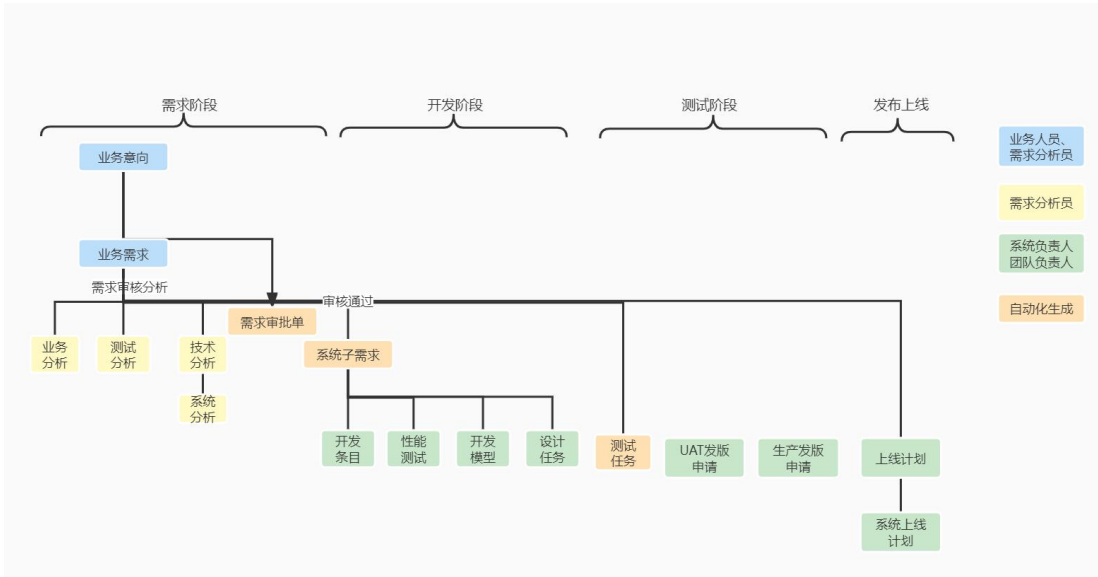 需求阶段
开发阶段
测试阶段
发布上线
业务意向
业务人员、
需求分析员
需求分析员
业务需求
系统负责人
团队负责人
需求审核分析
审核通过
自动化生成
需求审批单
业务
分析
测试
分析
技术
分析
系统子需求
系统
分析
开发
条目
性能
测试
开发
模型
设计
任务
测试
任务
UAT发版
申请
生产发版
申请
上线计划
系统上线
计划